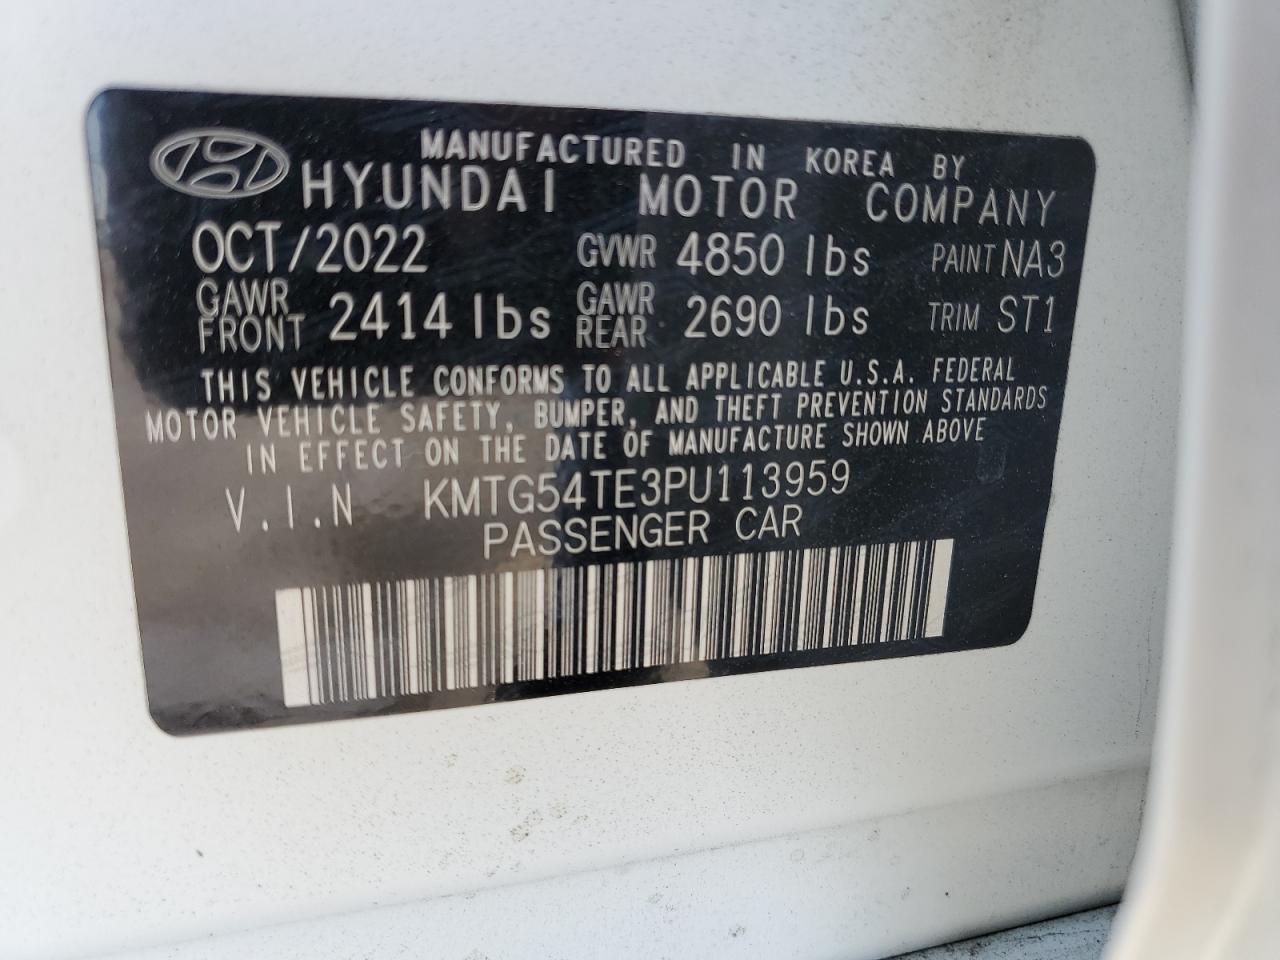 MANUFACTURED IN KOREA BY
HYUNDAI MOTOR COMPANY
OCT/2022 GVWR 4850 lbs PAINT NA3
GAWR FRONT 2414 lbs GAWR REAR 2690 lbs TRIM ST1
THIS VEHICLE CONFORMS TO ALL APPLICABLE U.S.A. FEDERAL
MOTOR VEHICLE SAFETY, BUMPER, AND THEFT PREVENTION STANDARDS
IN EFFECT ON THE DATE OF MANUFACTURE SHOWN ABOVE
V.I.N KMTG54TE3PU113959
PASSENGER CAR